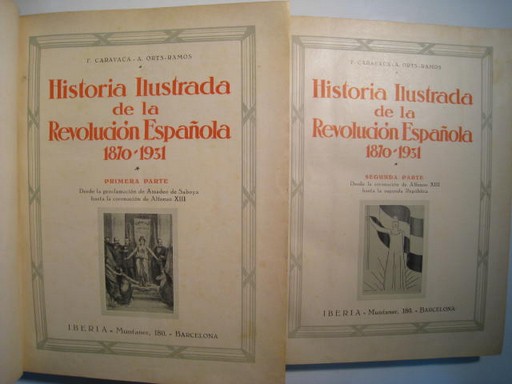 F. CARAVACA - A. ORTS-RAMOS
Historia Ilustrada
de la
Revolución Española
1870-1931
PRIMERA PARTE
Desde la proclamación de Amadeo de Saboya
hasta la coronación de Alfonso XIII
IBERIA - Muntaner, 180. - BARCELONA
F. CARAVACA - A. ORTS-RAMOS
Historia Ilustrada
de la
Revolución Española
1870-1931
SEGUNDA PARTE
Desde la coronación de Alfonso XIII
hasta la segunda República
IBERIA - Muntaner, 180. - BARCELONA